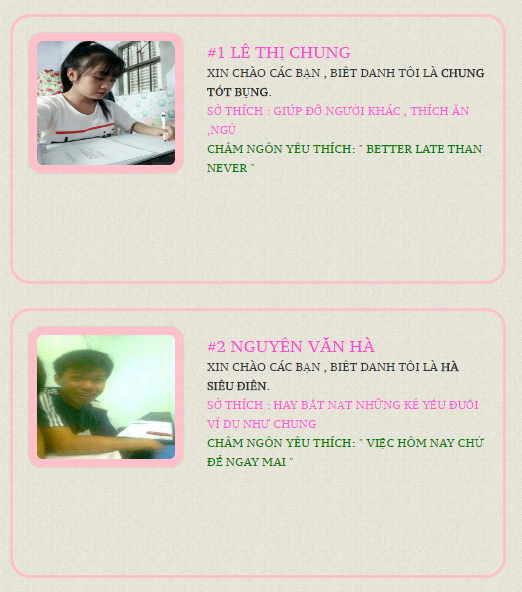 #1 LÊ THỊ CHUNG
XIN CHÀO CÁC BẠN , BIỆT DANH TÔI LÀ CHUNG
TỐT BỤNG.
SỞ THÍCH : GIÚP ĐỠ NGƯỜI KHÁC , THÍCH ĂN
,NGỦ
CHÂM NGÔN YÊU THÍCH: " BETTER LATE THAN
NEVER "
#2 NGUYỄN VĂN HÀ
XIN CHÀO CÁC BẠN , BIỆT DANH TÔI LÀ HÀ
SIÊU ĐIÊN.
SỞ THÍCH : HAY BẮT NẠT NHỮNG KẺ YẾU ĐUỐI
VÍ DỤ NHƯ CHUNG
CHÂM NGÔN YÊU THÍCH: " VIỆC HÔM NAY CHỨ
ĐỂ NGAY MAI "